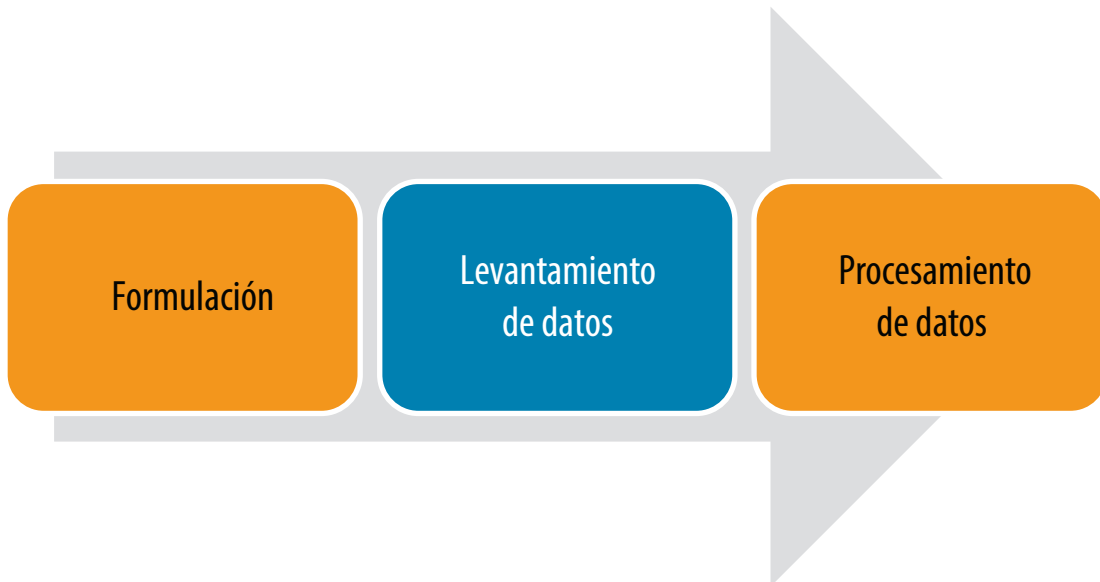 Formulación
Levantamiento
de datos
Procesamiento
de datos